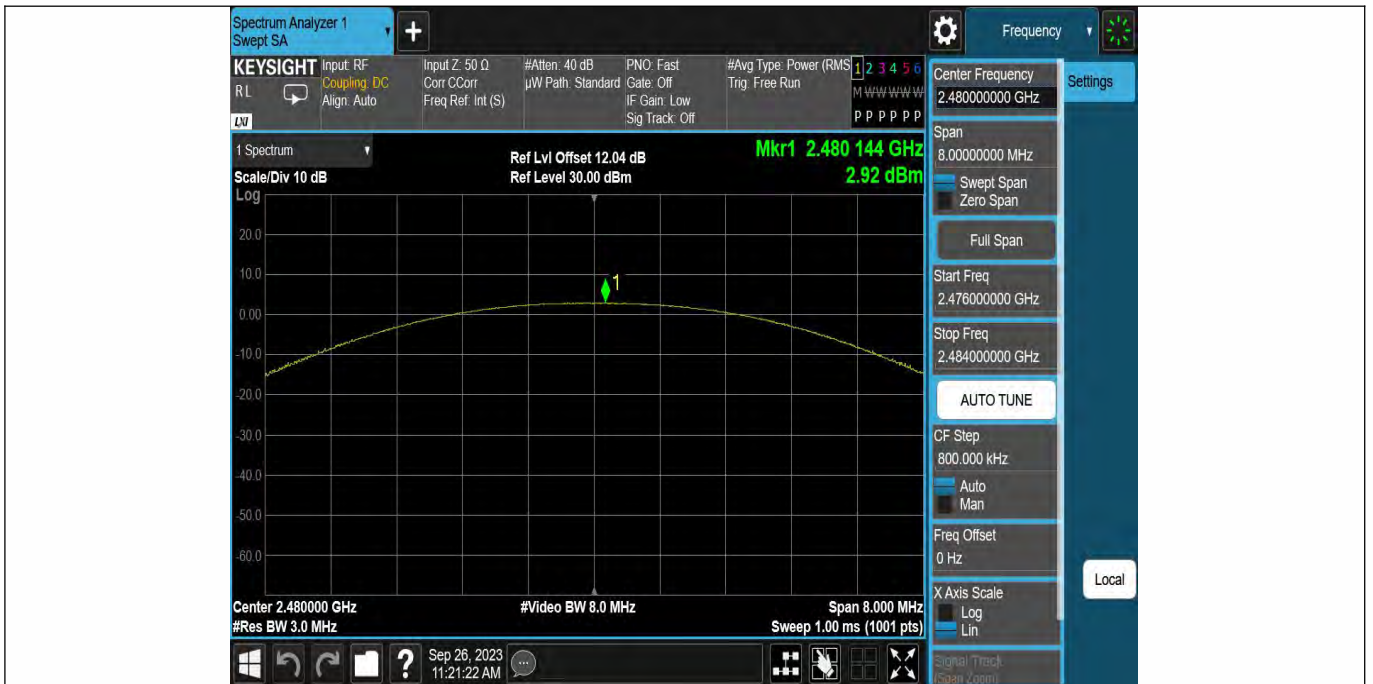 Spectrum Analyzer 1
Swept SA
+
Frequency
KEYSIGHT
RL
LXI
Input: RF
Coupling: DC
Align: Auto
Input Z: 50 Ω
Corr CCorr
Freq Ref: Int (S)
#Atten: 40 dB
µW Path: Standard
PNO: Fast
Gate: Off
IF Gain: Low
Sig Track: Off
#Avg Type: Power (RMS
Trig: Free Run
1 2 3 4 5 6
M W W W W W
P P P P P P
1 Spectrum
Scale/Div 10 dB
Log
Ref Lvl Offset 12.04 dB
Ref Level 30.00 dBm
Mkr1 2.480 144 GHz
2.92 dBm
1
20.0
10.0
0.00
-10.0
-20.0
-30.0
-40.0
-50.0
-60.0
Center 2.480000 GHz
#Res BW 3.0 MHz
#Video BW 8.0 MHz
Span 8.000 MHz
Sweep 1.00 ms (1001 pts)
Center Frequency
2.480000000 GHz
Settings
Span
8.00000000 MHz
Swept Span
Zero Span
Full Span
Start Freq
2.476000000 GHz
Stop Freq
2.484000000 GHz
AUTO TUNE
CF Step
800.000 kHz
Auto
Man
Freq Offset
0 Hz
X Axis Scale
Log
Lin
Signal Track
(Span Zoom)
Local
?
Sep 26, 2023
11:21:22 AM